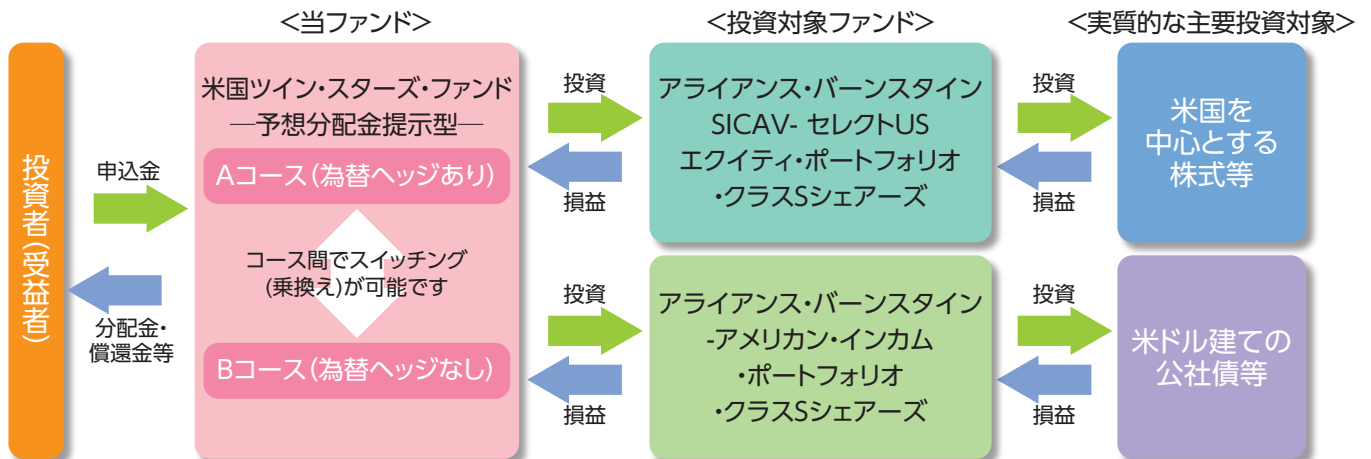 <当ファンド>
<投資対象ファンド>
<実質的な主要投資対象>
投資者(受益者)
申込金
分配金・
償還金等
米国ツイン・スターズ・ファンド
―予想分配金提示型―
Aコース(為替ヘッジあり)
コース間でスイッチング
(乗換え)が可能です
Bコース(為替ヘッジなし)
投資
損益
投資
損益
アライアンス・バーンスタイン
SICAV- セレクトUS
エクイティ・ポートフォリオ
・クラスSシェアーズ
アライアンス・バーンスタイン
-アメリカン・インカム
・ポートフォリオ
・クラスSシェアーズ
投資
損益
投資
損益
米国を
中心とする
株式等
米ドル建ての
公社債等